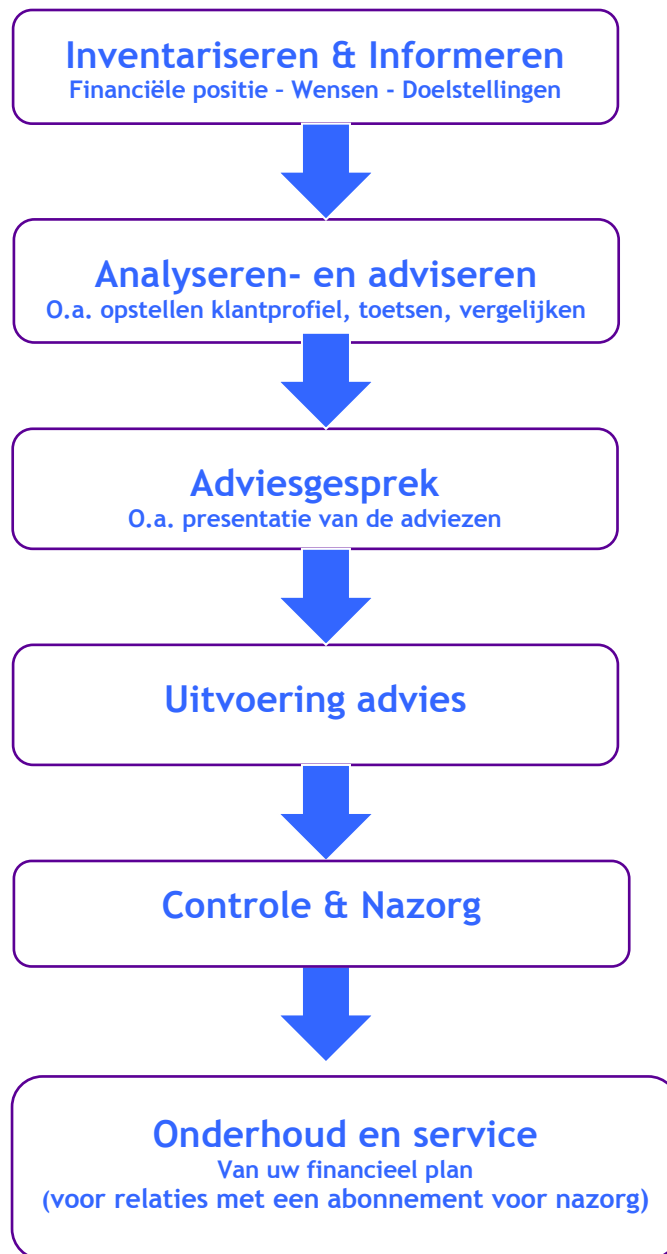 Inventariseren & Informeren
Financiële positie – Wensen - Doelstellingen
Analyseren- en adviseren
O.a. opstellen klantprofiel, toetsen, vergelijken
Adviesgesprek
O.a. presentatie van de adviezen
Uitvoering advies
Controle & Nazorg
Onderhoud en service
Van uw financieel plan
(voor relaties met een abonnement voor nazorg)